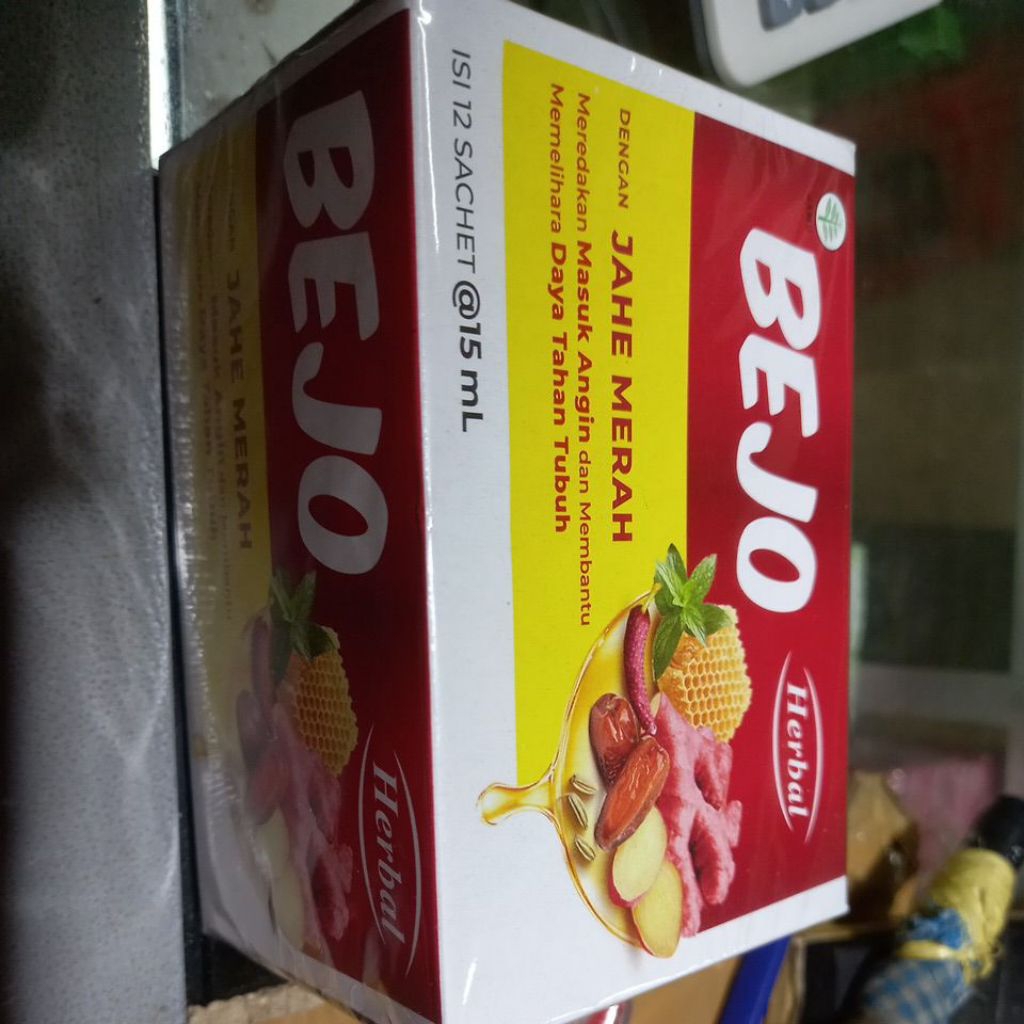 BEJO
Herbal
DENGAN JAHE MERAH
Meredakan Masuk Angin dan Membantu
Memelihara Daya Tahan Tubuh
ISI 12 SACHET @15 mL
BEJO
Herbal
JAHE MERAH